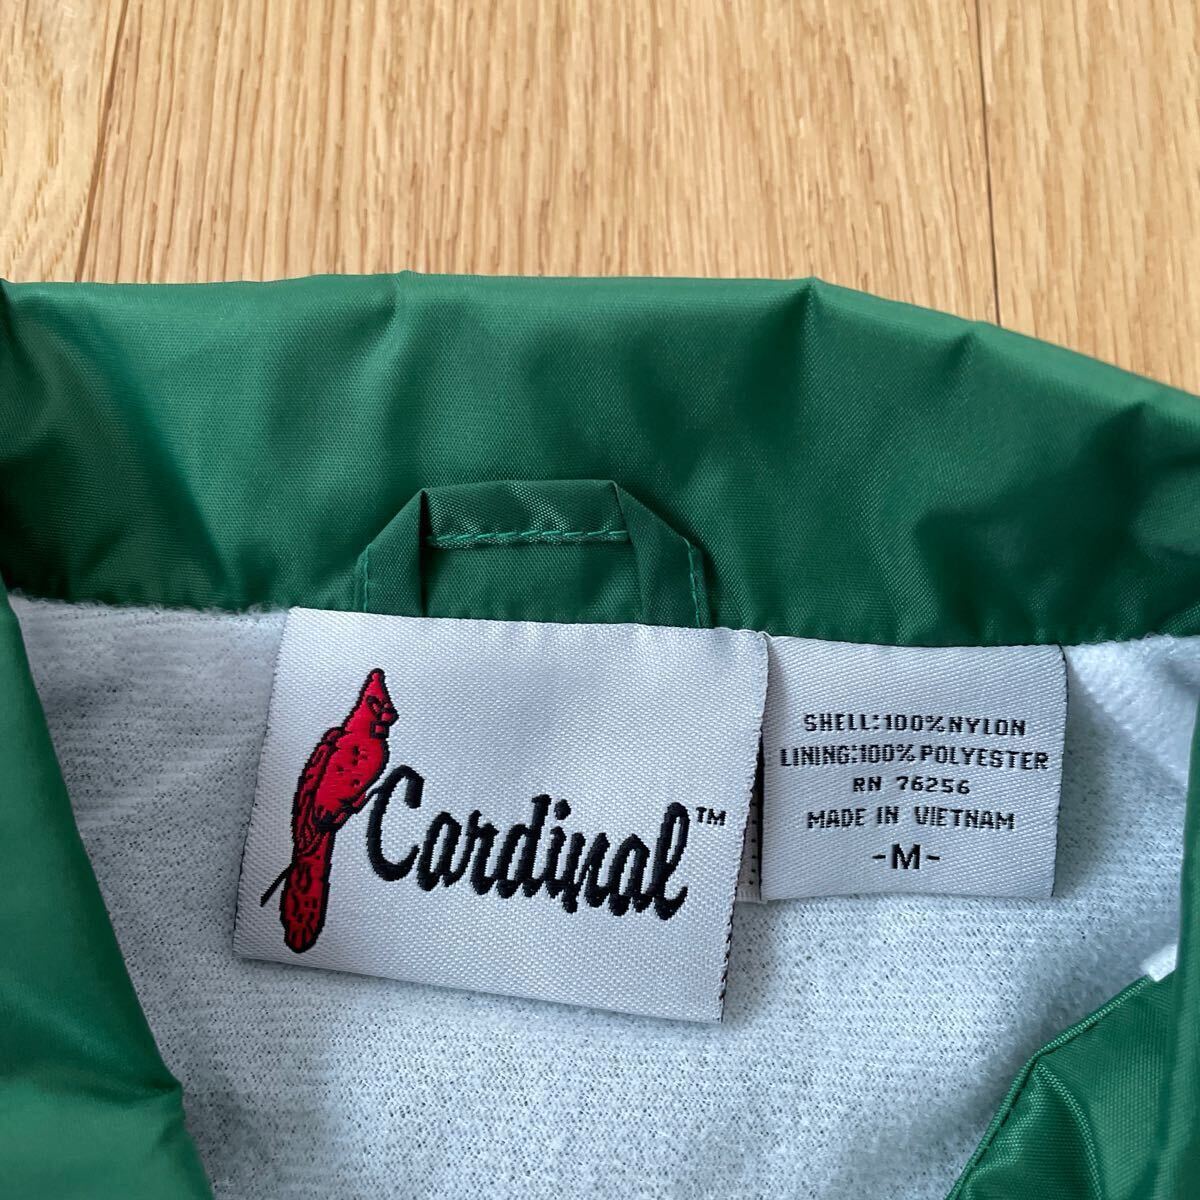 Cardinal™
SHELL:100%NYLON
LINING:100%POLYESTER
RN 76256
MADE IN VIETNAM
-M-